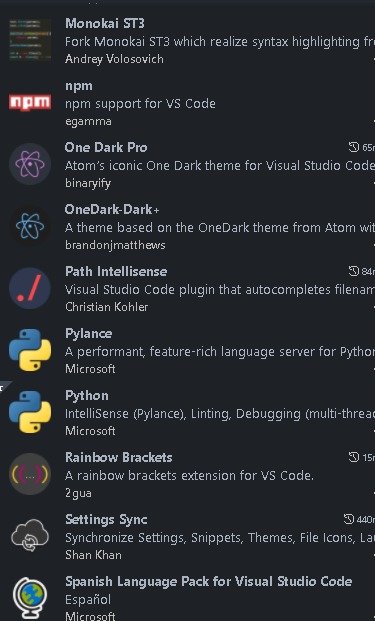 Monokai ST3
Fork Monokai ST3 which realize syntax highlighting fr
Andrey Volosovich
npm
npm
npm support for VS Code
egamma
One Dark Pro 65m
Atom's iconic One Dark theme for Visual Studio Code
binaryify
OneDark-Dark+
A theme based on the OneDark theme from Atom wit
brandonjmatthews
Path Intellisense 84m
Visual Studio Code plugin that autocompletes filenam
Christian Kohler
Pylance
A performant, feature-rich language server for Python
Microsoft
Python
IntelliSense (Pylance), Linting, Debugging (multi-threa
Microsoft
Rainbow Brackets 15m
A rainbow brackets extension for VS Code.
2gua
Settings Sync 440m
Synchronize Settings, Snippets, Themes, File Icons, Lau
Shan Khan
Spanish Language Pack for Visual Studio Code
Español
Microsoft